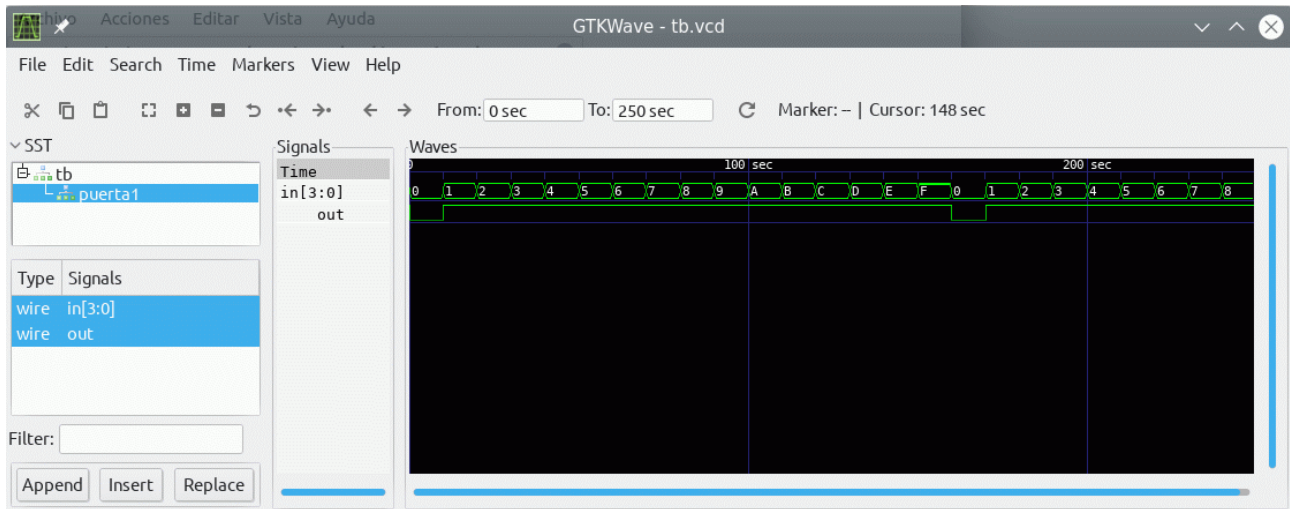 Acciones Editar Vista Ayuda
GTKWave - tb.vcd
File Edit Search Time Markers View Help
From: 0 sec To: 250 sec Marker: -- | Cursor: 148 sec
SST
tb
puerta1
Type Signals
wire in[3:0]
wire out
Filter:
Append Insert Replace
Signals
Time
in[3:0]
out
Waves
0 100 sec 200 sec
0 1 2 3 4 5 6 7 8 9 A B C D E F 0 1 2 3 4 5 6 7 8